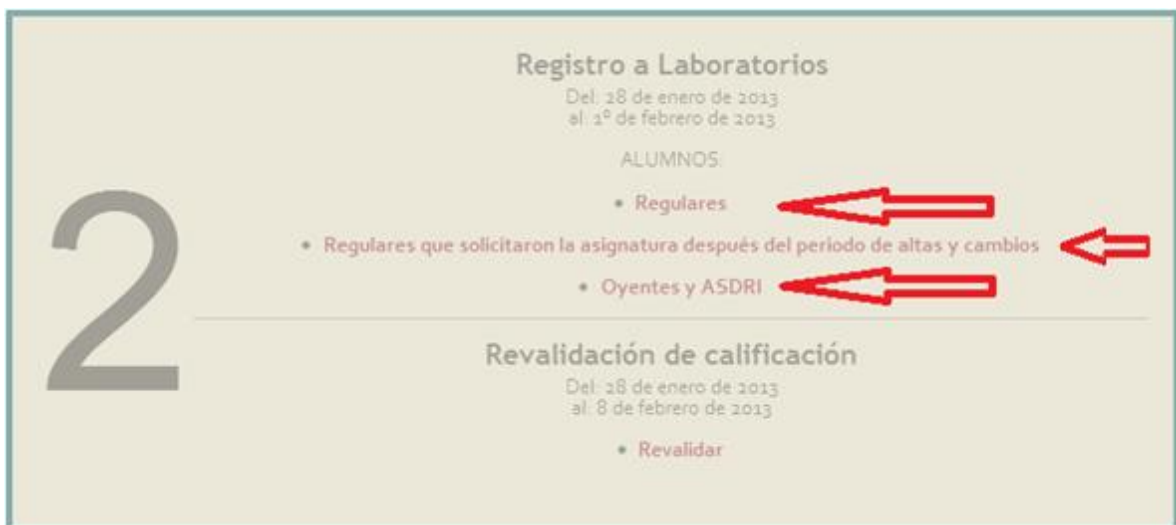 2
Registro a Laboratorios
Del: 28 de enero de 2013
al: 1º de febrero de 2013
ALUMNOS:
• Regulares
• Regulares que solicitaron la asignatura después del periodo de altas y cambios
• Oyentes y ASDRI
Revalidación de calificación
Del: 28 de enero de 2013
al: 8 de febrero de 2013
• Revalidar